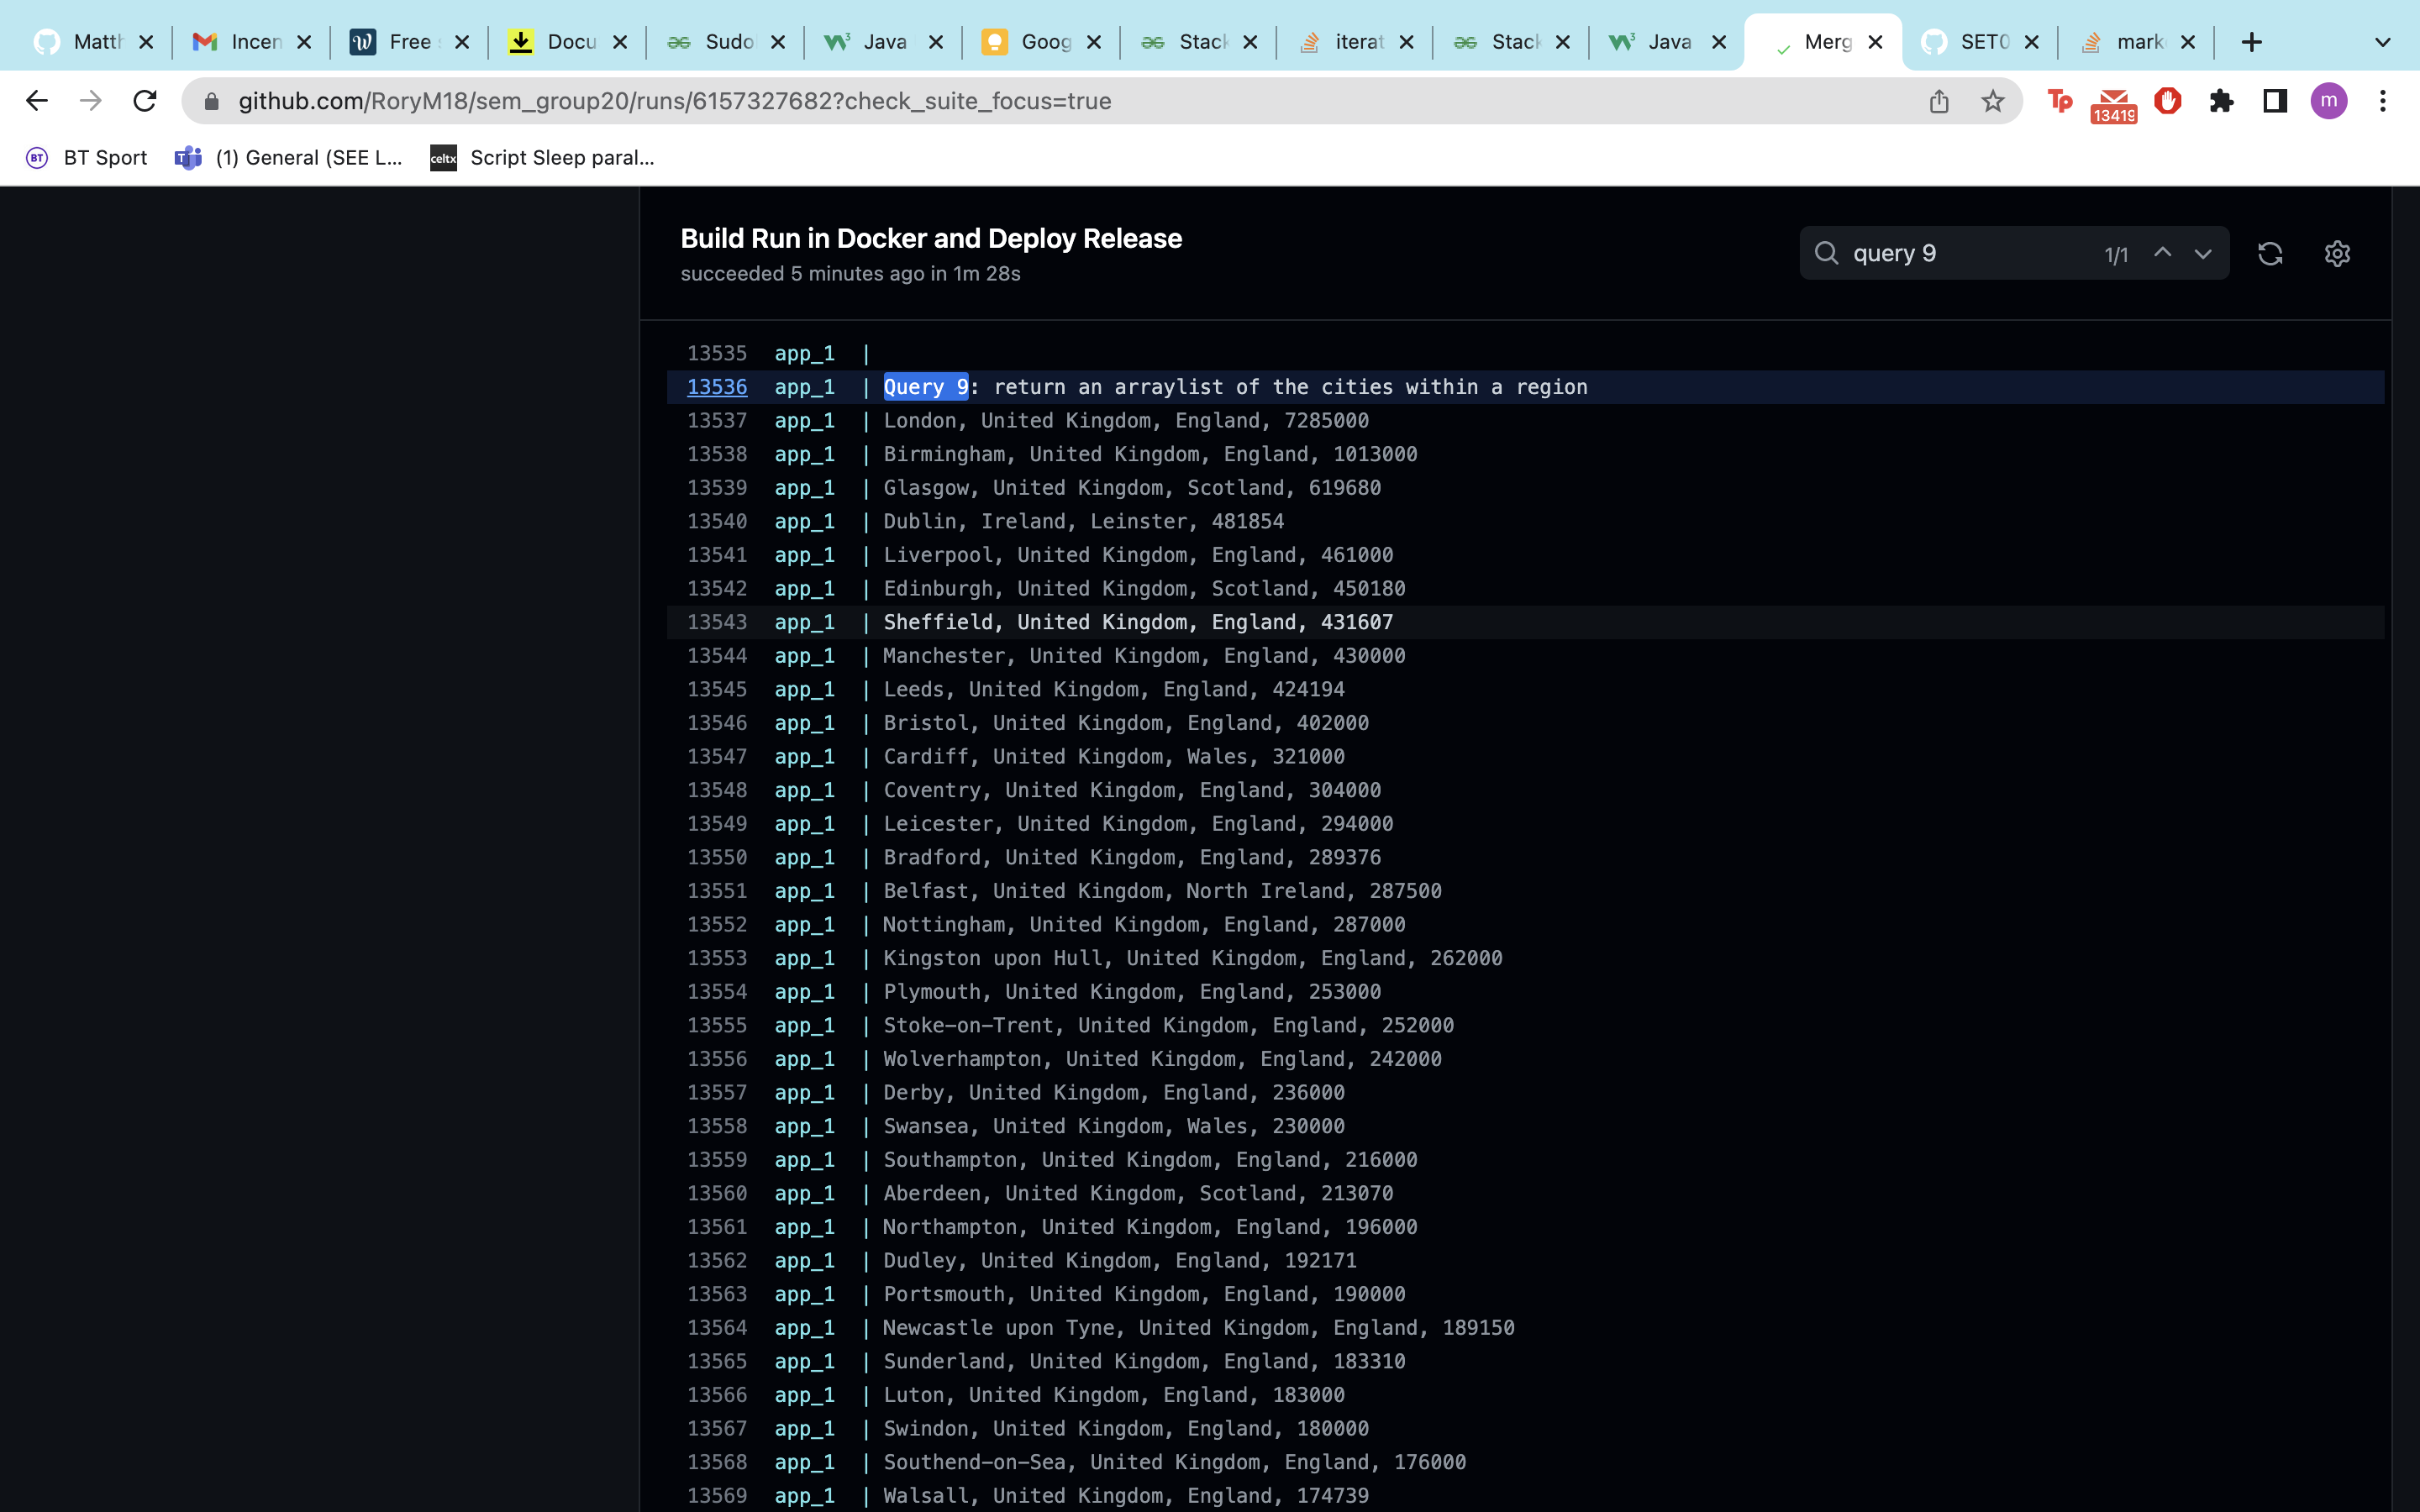 Matth Incen Free Docu Sudo Java Goog Stack iterat Stack Java Merg SET0 mark
github.com/RoryM18/sem_group20/runs/6157327682?check_suite_focus=true
13419 m
BT Sport (1) General (SEE L... celtx Script Sleep paral...
Build Run in Docker and Deploy Release
succeeded 5 minutes ago in 1m 28s
query 9 1/1
13535 app_1 |
13536 app_1 | Query 9: return an arraylist of the cities within a region
13537 app_1 | London, United Kingdom, England, 7285000
13538 app_1 | Birmingham, United Kingdom, England, 1013000
13539 app_1 | Glasgow, United Kingdom, Scotland, 619680
13540 app_1 | Dublin, Ireland, Leinster, 481854
13541 app_1 | Liverpool, United Kingdom, England, 461000
13542 app_1 | Edinburgh, United Kingdom, Scotland, 450180
13543 app_1 | Sheffield, United Kingdom, England, 431607
13544 app_1 | Manchester, United Kingdom, England, 430000
13545 app_1 | Leeds, United Kingdom, England, 424194
13546 app_1 | Bristol, United Kingdom, England, 402000
13547 app_1 | Cardiff, United Kingdom, Wales, 321000
13548 app_1 | Coventry, United Kingdom, England, 304000
13549 app_1 | Leicester, United Kingdom, England, 294000
13550 app_1 | Bradford, United Kingdom, England, 289376
13551 app_1 | Belfast, United Kingdom, North Ireland, 287500
13552 app_1 | Nottingham, United Kingdom, England, 287000
13553 app_1 | Kingston upon Hull, United Kingdom, England, 262000
13554 app_1 | Plymouth, United Kingdom, England, 253000
13555 app_1 | Stoke-on-Trent, United Kingdom, England, 252000
13556 app_1 | Wolverhampton, United Kingdom, England, 242000
13557 app_1 | Derby, United Kingdom, England, 236000
13558 app_1 | Swansea, United Kingdom, Wales, 230000
13559 app_1 | Southampton, United Kingdom, England, 216000
13560 app_1 | Aberdeen, United Kingdom, Scotland, 213070
13561 app_1 | Northampton, United Kingdom, England, 196000
13562 app_1 | Dudley, United Kingdom, England, 192171
13563 app_1 | Portsmouth, United Kingdom, England, 190000
13564 app_1 | Newcastle upon Tyne, United Kingdom, England, 189150
13565 app_1 | Sunderland, United Kingdom, England, 183310
13566 app_1 | Luton, United Kingdom, England, 183000
13567 app_1 | Swindon, United Kingdom, England, 180000
13568 app_1 | Southend-on-Sea, United Kingdom, England, 176000
13569 app_1 | Walsall, United Kingdom, England, 174739